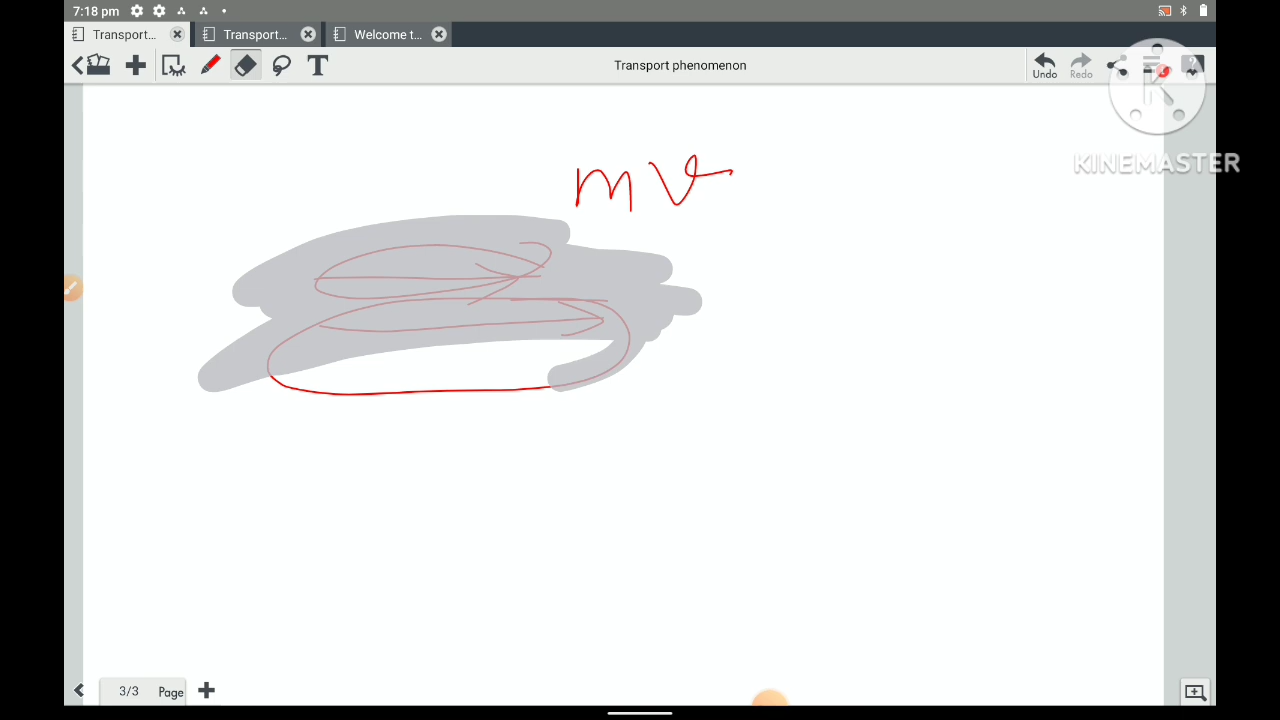 7:18 pm
Transport... Transport... Welcome t...
T Transport phenomenon Undo Redo
KINEMASTER
mv
3/3 Page